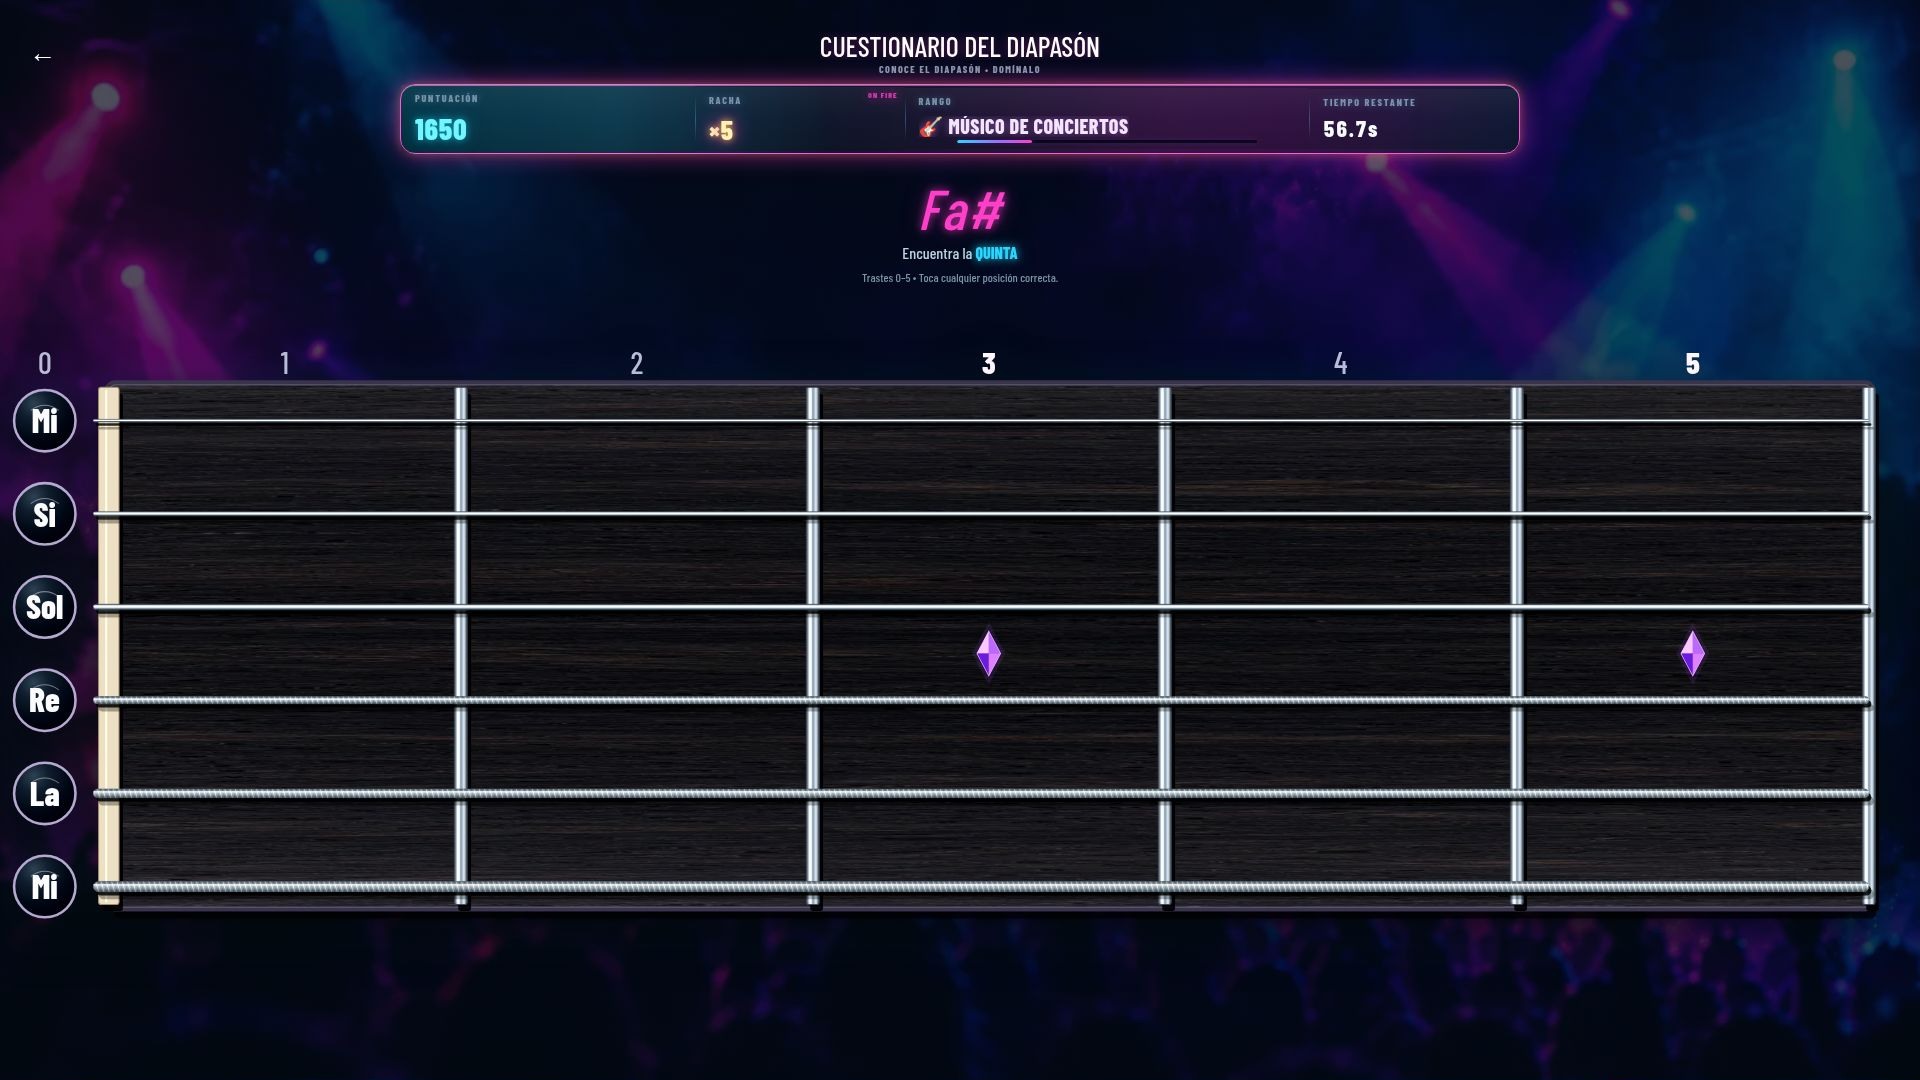 ←
CUESTIONARIO DEL DIAPASÓN
CONOCE EL DIAPASÓN • DOMÍNALO
PUNTUACIÓN
1650
RACHA
ON FIRE
×5
RANGO
MÚSICO DE CONCIERTOS
TIEMPO RESTANTE
56.7s
Fa#
Encuentra la QUINTA
Trastes 0–5 • Toca cualquier posición correcta.
0 1 2 3 4 5
Mi
Si
Sol
Re
La
Mi